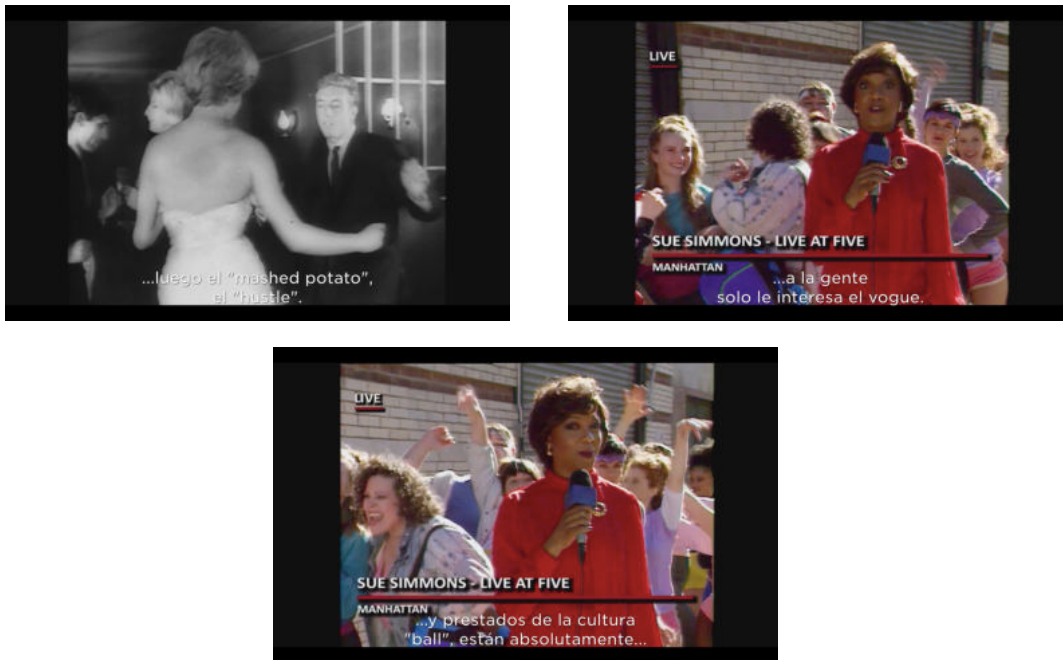 ...luego el "mashed potato",
el "hustle".
LIVE
SUE SIMMONS - LIVE AT FIVE
MANHATTAN
...a la gente
solo le interesa el vogue.
LIVE
SUE SIMMONS - LIVE AT FIVE
MANHATTAN
...y prestados de la cultura
"ball", están absolutamente...